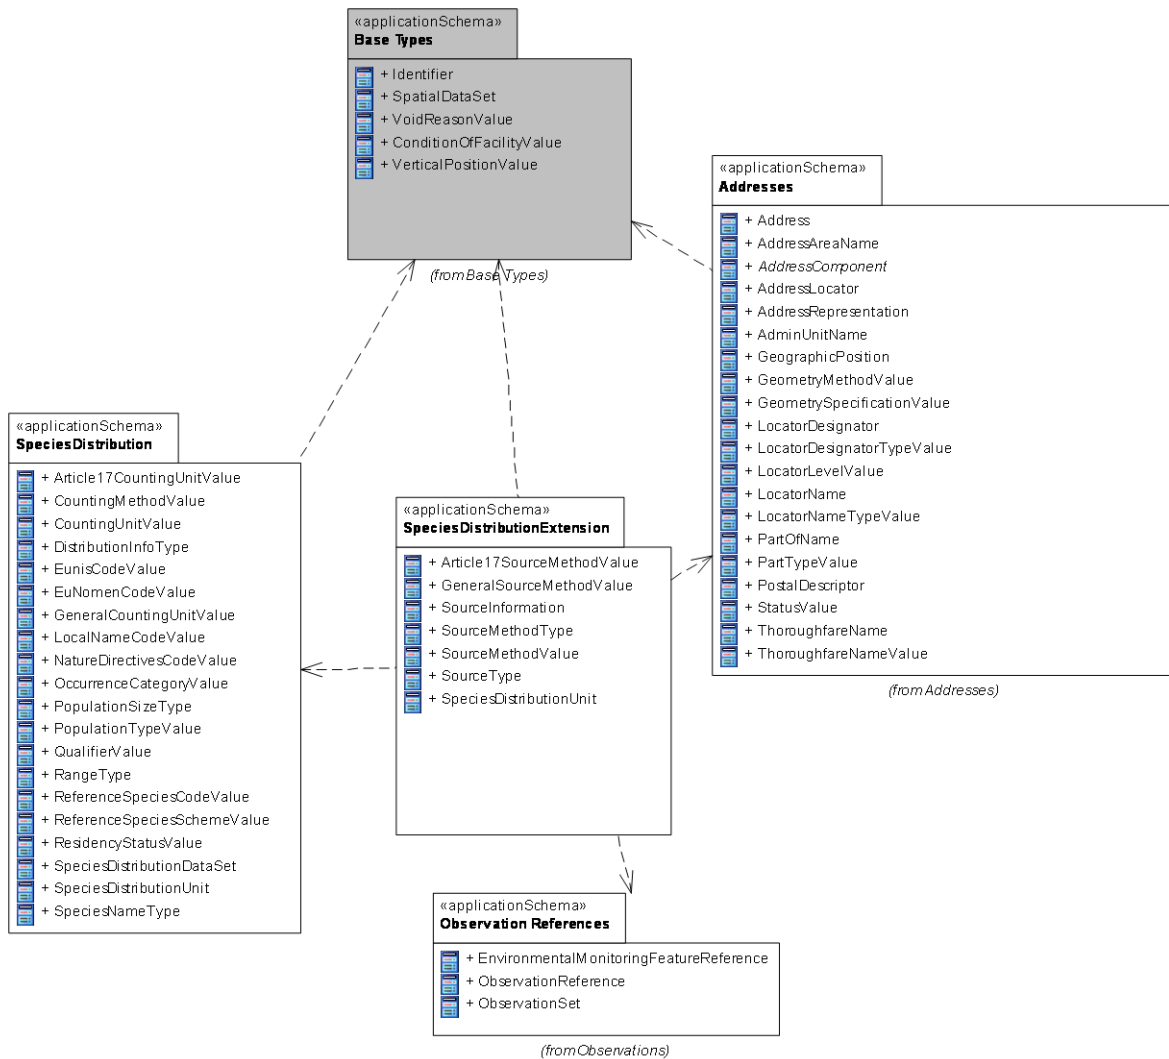 «applicationSchema»
Base Types
+ Identifier
+ SpatialDataSet
+ VoidReasonValue
+ ConditionOfFacilityValue
+ VerticalPositionValue
(from Base Types)
«applicationSchema»
Addresses
+ Address
+ AddressAreaName
+ AddressComponent
+ AddressLocator
+ AddressRepresentation
+ AdminUnitName
+ GeographicPosition
+ GeometryMethodValue
+ GeometrySpecificationValue
+ LocatorDesignator
+ LocatorDesignatorTypeValue
+ LocatorLevelValue
+ LocatorName
+ LocatorNameTypeValue
+ PartOfName
+ PartTypeValue
+ PostalDescriptor
+ StatusValue
+ ThoroughfareName
+ ThoroughfareNameValue
(from Addresses)
«applicationSchema»
SpeciesDistribution
+ Article17CountingUnitValue
+ CountingMethodValue
+ CountingUnitValue
+ DistributionInfoType
+ EunisCodeValue
+ EuNomenCodeValue
+ GeneralCountingUnitValue
+ LocalNameCodeValue
+ NatureDirectivesCodeValue
+ OccurrenceCategoryValue
+ PopulationSizeType
+ PopulationTypeValue
+ QualifierValue
+ RangeType
+ ReferenceSpeciesCodeValue
+ ReferenceSpeciesSchemeValue
+ ResidencyStatusValue
+ SpeciesDistributionDataSet
+ SpeciesDistributionUnit
+ SpeciesNameType
«applicationSchema»
SpeciesDistributionExtension
+ Article17SourceMethodValue
+ GeneralSourceMethodValue
+ SourceInformation
+ SourceMethodType
+ SourceMethodValue
+ SourceType
+ SpeciesDistributionUnit
«applicationSchema»
Observation References
+ EnvironmentalMonitoringFeatureReference
+ ObservationReference
+ ObservationSet
(from Observations)